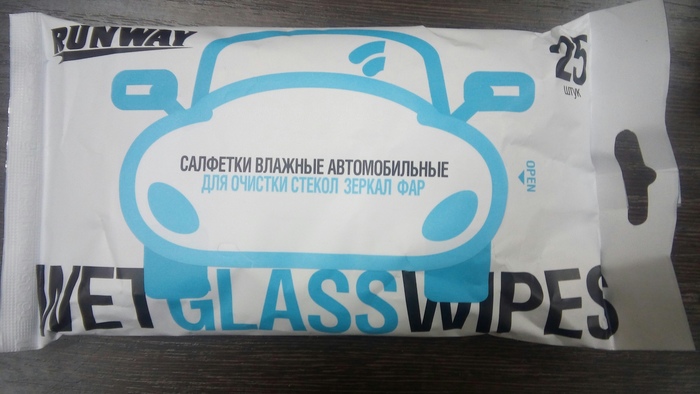 RUNWAY
25
штук
САЛФЕТКИ ВЛАЖНЫЕ АВТОМОБИЛЬНЫЕ
ДЛЯ ОЧИСТКИ СТЕКОЛ ЗЕРКАЛ ФАР
OPEN
WETGLASSWIPES